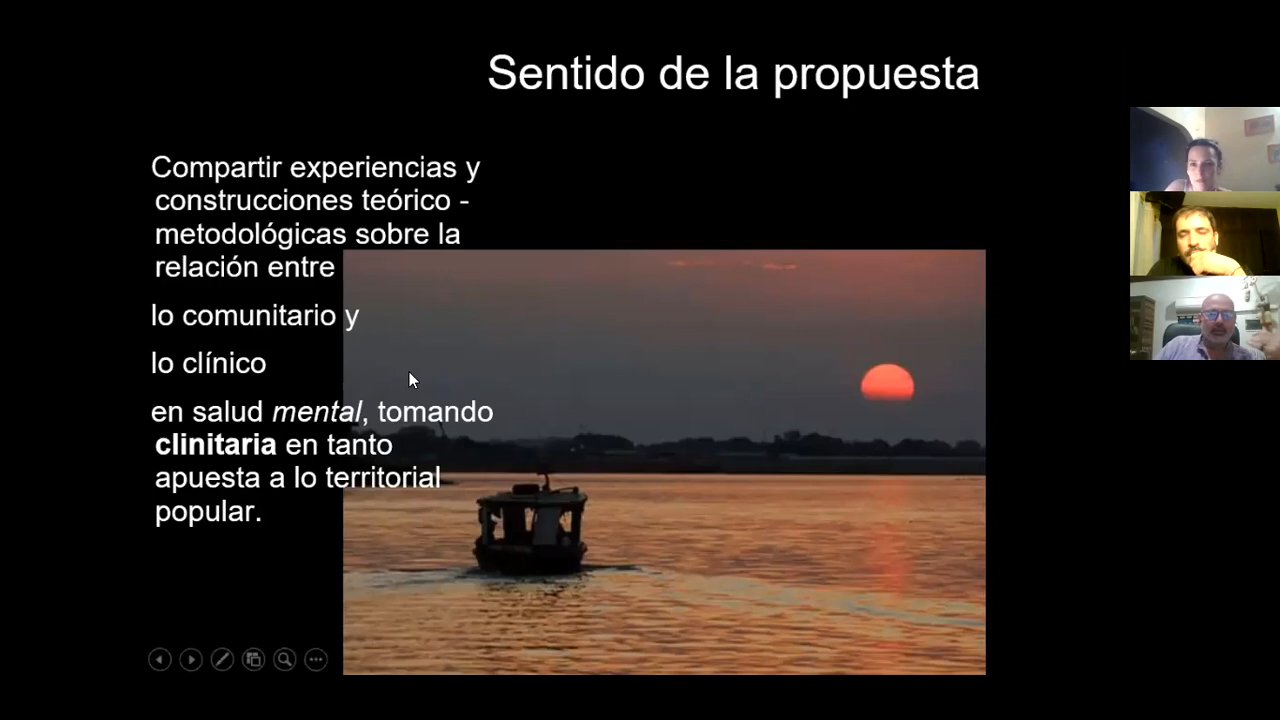 Sentido de la propuesta
Compartir experiencias y
construcciones teórico -
metodológicas sobre la
relación entre
lo comunitario y
lo clínico
en salud mental, tomando
clinitaria en tanto
apuesta a lo territorial
popular.